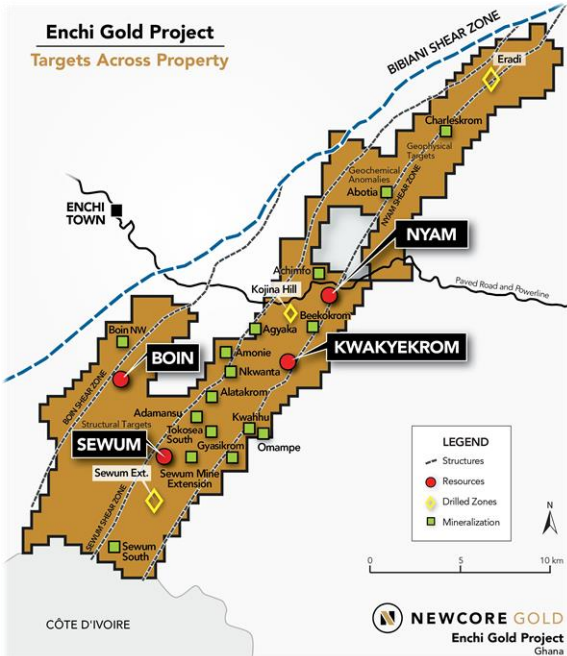 Enchi Gold Project
Targets Across Property
BIBIANI SHEAR ZONE
Eradi
Charleskrom
Geophysical
Targets
Geochemical
Anomalies
Abotia
NYAM SHEAR ZONE
ENCHI
TOWN
NYAM
Achimfo
Paved Road and Powerline
Kojina Hill
Beekokrom
Agyaka
Boin NW
KWAKYEKROM
BOIN
Amonie
Nkwanta
BOIN SHEAR ZONE
Alatakrom
Adamansu
Structural Targets
Tokosea
South
Kwahhu
Omampe
SEWUM
Gyasikrom
Sewum Ext.
Sewum Mine
Extension
SEWUM SHEAR ZONE
Sewum
South
LEGEND
Structures
Resources
Drilled Zones
Mineralization
N
0 5 10 km
CÔTE D'IVOIRE
N NEWCORE GOLD
Enchi Gold Project
Ghana